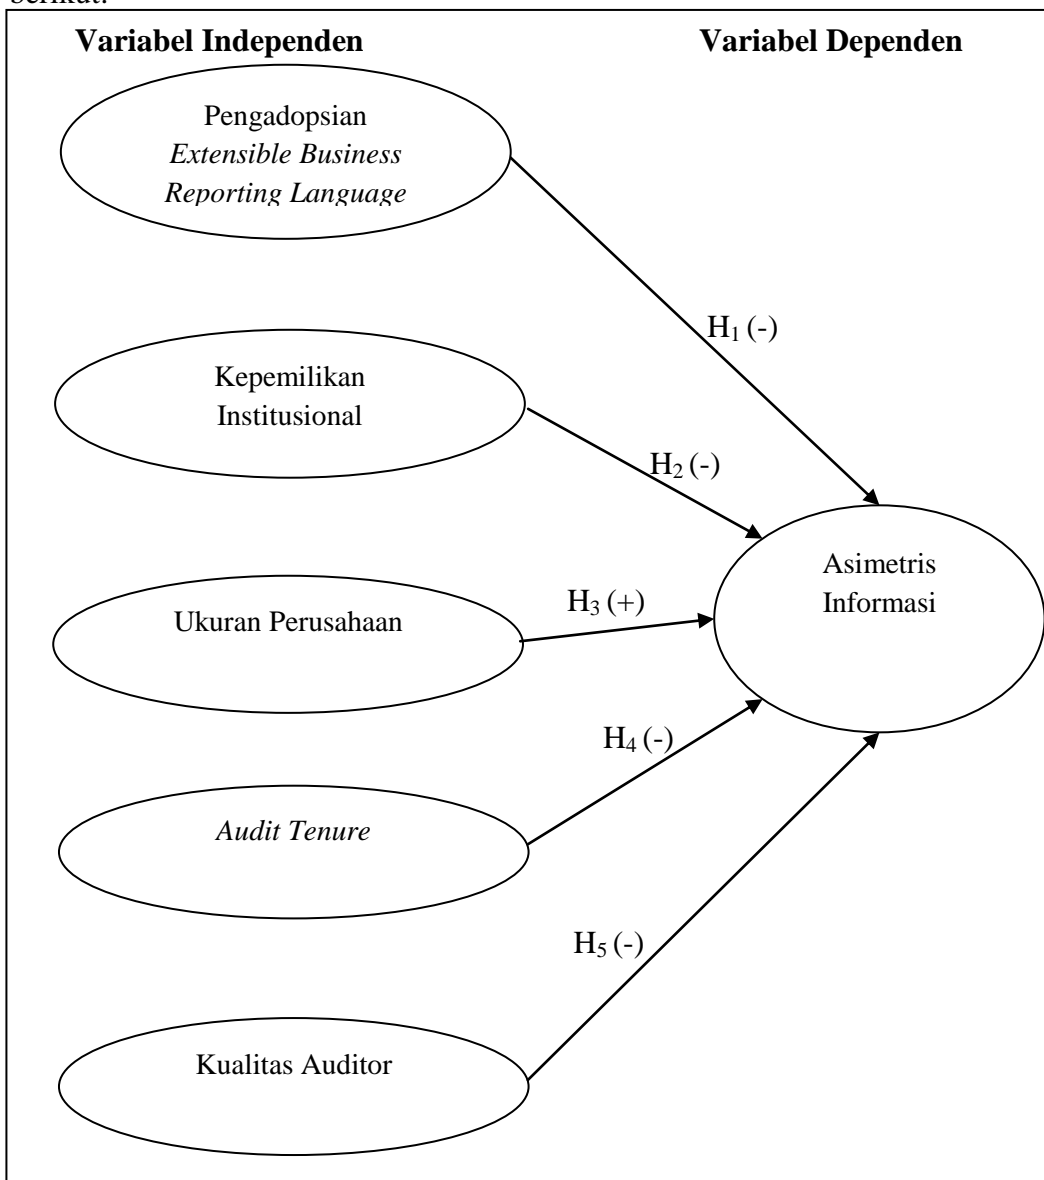 berikut:
Variabel Independen
Variabel Dependen
Pengadopsian
Extensible Business
Reporting Language
H₁ (-)
Kepemilikan
Institusional
H₂ (-)
Asimetris
Informasi
Ukuran Perusahaan
H₃ (+)
H₄ (-)
Audit Tenure
H₅ (-)
Kualitas Auditor